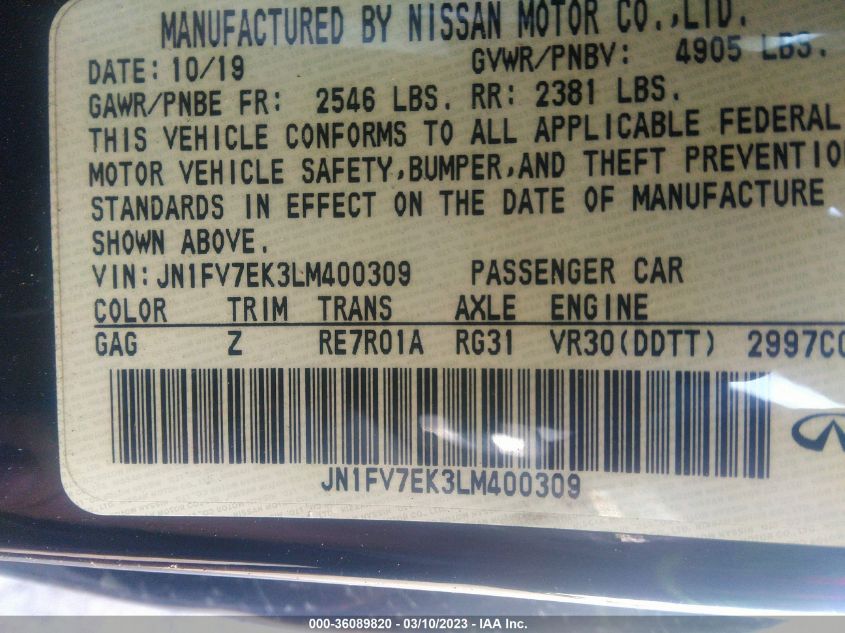 MANUFACTURED BY NISSAN MOTOR CO.,LTD.
DATE: 10/19 GVWR/PNBV: 4905 LBS.
GAWR/PNBE FR: 2546 LBS. RR: 2381 LBS.
THIS VEHICLE CONFORMS TO ALL APPLICABLE FEDERAL
MOTOR VEHICLE SAFETY,BUMPER,AND THEFT PREVENTIO
STANDARDS IN EFFECT ON THE DATE OF MANUFACTURE
SHOWN ABOVE.
VIN:JN1FV7EK3LM400309 PASSENGER CAR
COLOR TRIM TRANS AXLE ENGINE
GAG Z RE7R01A RG31 VR30(DDTT) 2997CC
JN1FV7EK3LM400309
000-36089820 - 03/10/2023 - IAA Inc.